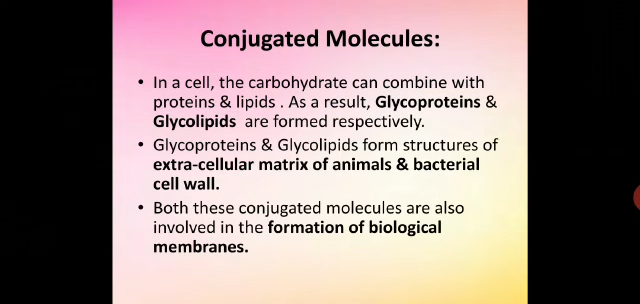 Conjugated Molecules:
• In a cell, the carbohydrate can combine with
proteins & lipids . As a result, Glycoproteins &
Glycolipids are formed respectively.
• Glycoproteins & Glycolipids form structures of
extra-cellular matrix of animals & bacterial
cell wall.
• Both these conjugated molecules are also
involved in the formation of biological
membranes.